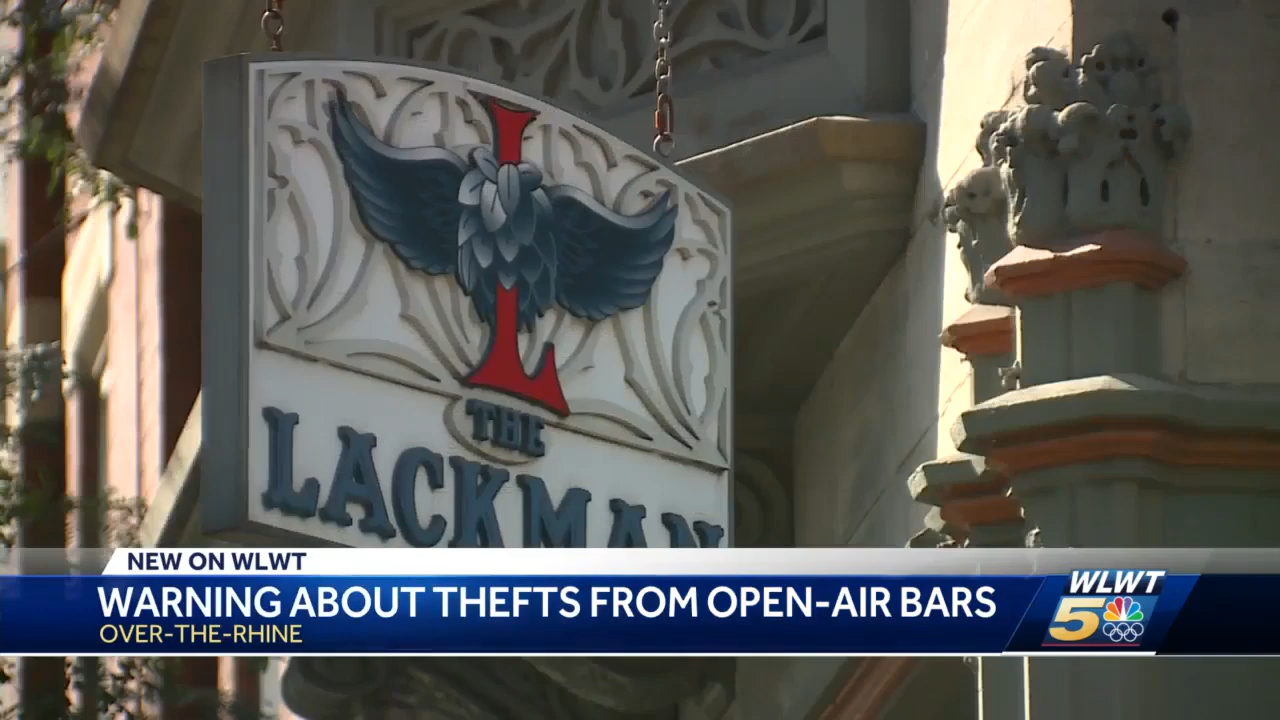 L
THE
LACKMAN
NEW ON WLWT
WARNING ABOUT THEFTS FROM OPEN-AIR BARS
OVER-THE-RHINE
WLWT
5